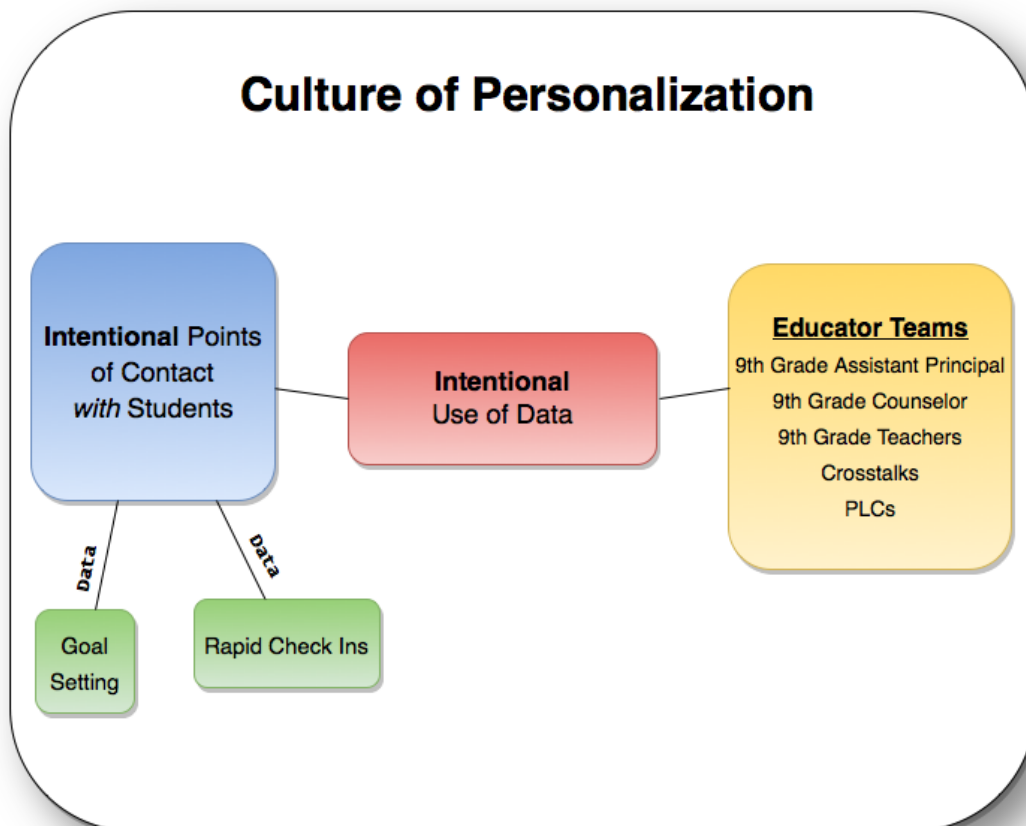 Culture of Personalization
Intentional Points
of Contact
with Students
Intentional
Use of Data
Educator Teams
9th Grade Assistant Principal
9th Grade Counselor
9th Grade Teachers
Crosstalks
PLCs
Data
Data
Goal
Setting
Rapid Check Ins